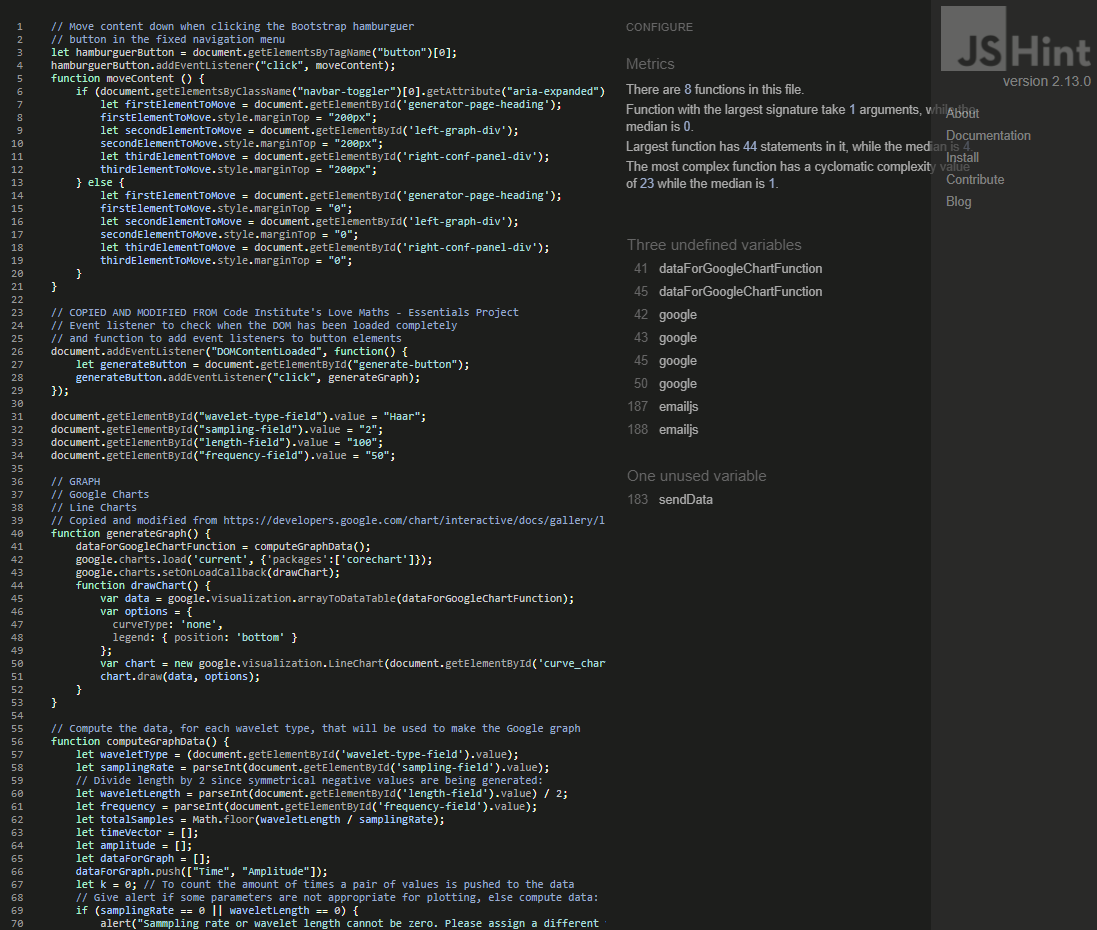 1 // Move content down when clicking the Bootstrap hamburguer
2 // button in the fixed navigation menu
3 let hamburguerButton = document.getElementsByTagName("button")[0];
4 hamburguerButton.addEventListener("click", moveContent);
5 function moveContent () {
6 if (document.getElementsByClassName("navbar-toggler")[0].getAttribute("aria-expanded")
7 let firstElementToMove = document.getElementById('generator-page-heading');
8 firstElementToMove.style.marginTop = "200px";
9 let secondElementToMove = document.getElementById('left-graph-div');
10 secondElementToMove.style.marginTop = "200px";
11 let thirdElementToMove = document.getElementById('right-conf-panel-div');
12 thirdElementToMove.style.marginTop = "200px";
13 } else {
14 let firstElementToMove = document.getElementById('generator-page-heading');
15 firstElementToMove.style.marginTop = "0";
16 let secondElementToMove = document.getElementById('left-graph-div');
17 secondElementToMove.style.marginTop = "0";
18 let thirdElementToMove = document.getElementById('right-conf-panel-div');
19 thirdElementToMove.style.marginTop = "0";
20 }
21 }
22
23 // COPIED AND MODIFIED FROM Code Institute's Love Maths - Essentials Project
24 // Event listener to check when the DOM has been loaded completely
25 // and function to add event listeners to button elements
26 document.addEventListener("DOMContentLoaded", function() {
27 let generateButton = document.getElementById("generate-button");
28 generateButton.addEventListener("click", generateGraph);
29 });
30
31 document.getElementById("wavelet-type-field").value = "Haar";
32 document.getElementById("sampling-field").value = "2";
33 document.getElementById("length-field").value = "100";
34 document.getElementById("frequency-field").value = "50";
35
36 // GRAPH
37 // Google Charts
38 // Line Charts
39 // Copied and modified from https://developers.google.com/chart/interactive/docs/gallery/l
40 function generateGraph() {
41 dataForGoogleChartFunction = computeGraphData();
42 google.charts.load('current', {'packages':['corechart']});
43 google.charts.setOnLoadCallback(drawChart);
44 function drawChart() {
45 var data = google.visualization.arrayToDataTable(dataForGoogleChartFunction);
46 var options = {
47 curveType: 'none',
48 legend: { position: 'bottom' }
49 };
50 var chart = new google.visualization.LineChart(document.getElementById('curve_char
51 chart.draw(data, options);
52 }
53 }
54
55 // Compute the data, for each wavelet type, that will be used to make the Google graph
56 function computeGraphData() {
57 let waveletType = (document.getElementById('wavelet-type-field').value);
58 let samplingRate = parseInt(document.getElementById('sampling-field').value);
59 // Divide length by 2 since symmetrical negative values are being generated:
60 let waveletLength = parseInt(document.getElementById('length-field').value) / 2;
61 let frequency = parseInt(document.getElementById('frequency-field').value);
62 let totalSamples = Math.floor(waveletLength / samplingRate);
63 let timeVector = [];
64 let amplitude = [];
65 let dataForGraph = [];
66 dataForGraph.push(["Time", "Amplitude"]);
67 let k = 0; // To count the amount of times a pair of values is pushed to the data
68 // Give alert if some parameters are not appropriate for plotting, else compute data:
69 if (samplingRate == 0 || waveletLength == 0) {
70 alert("Sammpling rate or wavelet length cannot be zero. Please assign a different
CONFIGURE
Metrics
There are 8 functions in this file.
Function with the largest signature take 1 arguments, while the
median is 0.
Largest function has 44 statements in it, while the median is 4.
The most complex function has a cyclomatic complexity value
of 23 while the median is 1.
Three undefined variables
41 dataForGoogleChartFunction
45 dataForGoogleChartFunction
42 google
43 google
45 google
50 google
187 emailjs
188 emailjs
One unused variable
183 sendData
JSHint
version 2.13.0
About
Documentation
Install
Contribute
Blog